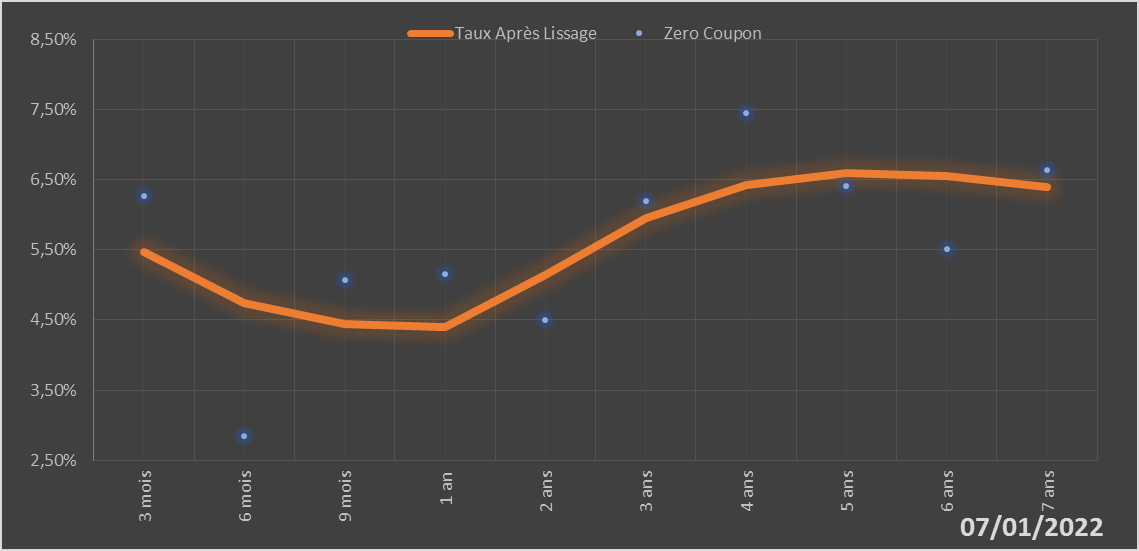 Taux Après Lissage
Zero Coupon
8,50%
7,50%
6,50%
5,50%
4,50%
3,50%
2,50%
3 mois
6 mois
9 mois
1 an
2 ans
3 ans
4 ans
5 ans
6 ans
7 ans
07/01/2022